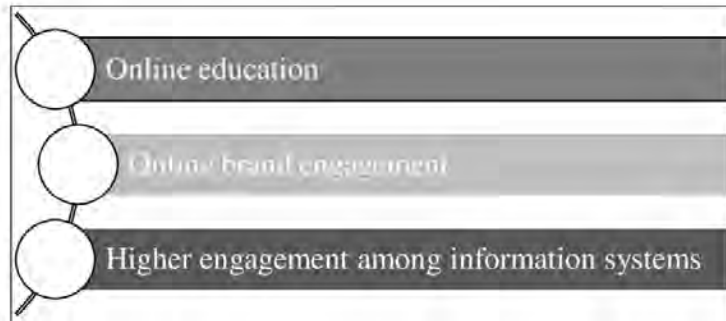 Online education
Online brand engagement
Higher engagement among information systems